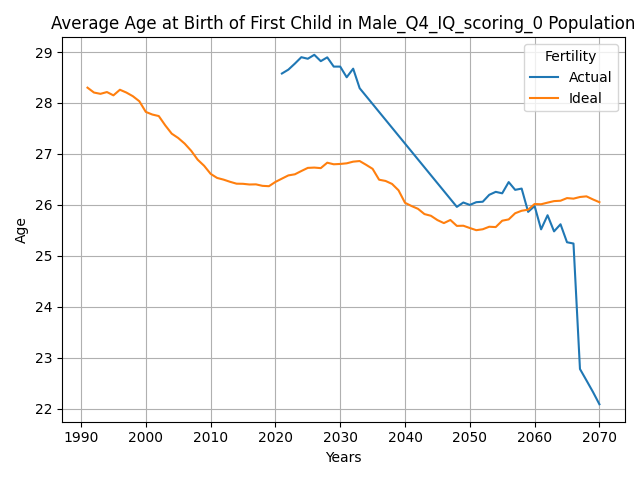 Average Age at Birth of First Child in Male_Q4_IQ_scoring_0 Population
Fertility
Actual
Ideal
29
28
27
26
25
24
23
22
Age
1990 2000 2010 2020 2030 2040 2050 2060 2070
Years